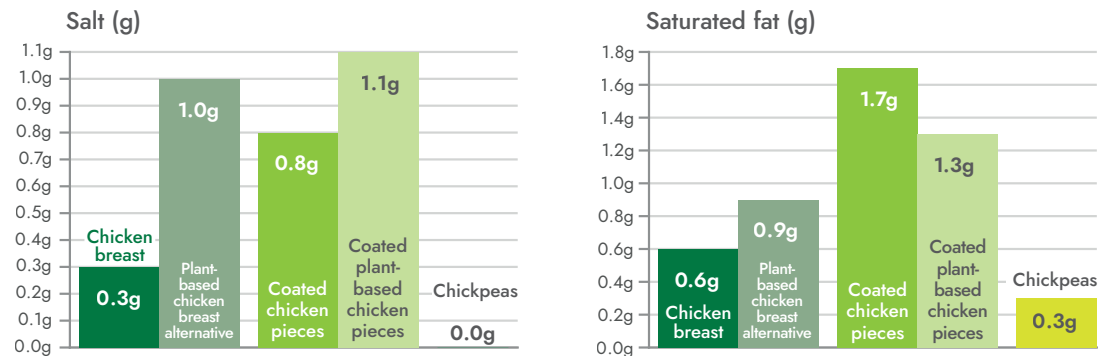 Salt (g)
1.1g
1.0g
0.9g
0.8g
0.7g
0.6g
0.5g
0.4g
0.3g
0.2g
0.1g
0.0g
Chicken
breast
0.3g
1.0g
Plant-
based
chicken
breast
alternative
0.8g
Coated
chicken
pieces
1.1g
Coated
plant-
based
chicken
pieces
Chickpeas
0.0g
Saturated fat (g)
1.8g
1.6g
1.4g
1.2g
1.0g
0.8g
0.6g
0.4g
0.2g
0.0g
0.6g
Chicken
breast
0.9g
Plant-
based
chicken
breast
alternative
1.7g
Coated
chicken
pieces
1.3g
Coated
plant-
based
chicken
pieces
Chickpeas
0.3g